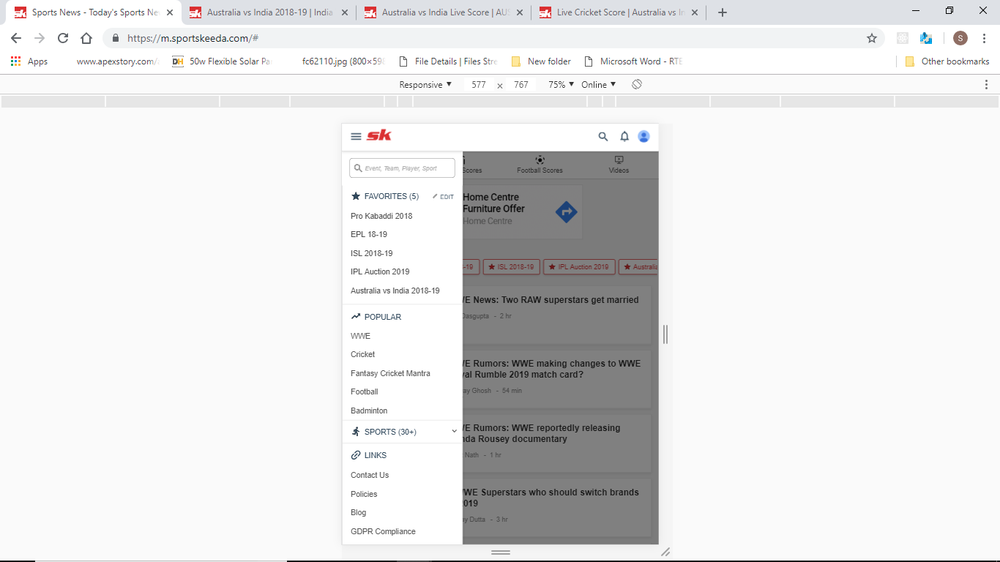 Sports News - Today's Sports Ne
Australia vs India 2018-19 | India
Australia vs India Live Score | AUS
Live Cricket Score | Australia vs In
https://m.sportskeeda.com/#
S
Apps
www.apexstory.com/
50w Flexible Solar Pa
fc62110.jpg (800×598
File Details | Files Stre
New folder
Microsoft Word - RTE
Other bookmarks
Responsive ▼ 577 × 767 75% ▼ Online ▼
sk
Event, Team, Player, Sport
Scores
Football Scores
Videos
FAVORITES (5)
EDIT
Pro Kabaddi 2018
EPL 18-19
ISL 2018-19
IPL Auction 2019
Australia vs India 2018-19
POPULAR
WWE
Cricket
Fantasy Cricket Mantra
Football
Badminton
SPORTS (30+)
LINKS
Contact Us
Policies
Blog
GDPR Compliance
Home Centre
Furniture Offer
Home Centre
-19
ISL 2018-19
IPL Auction 2019
Australia
VE News: Two RAW superstars get married
Dasgupta - 2 hr
VE Rumors: WWE making changes to WWE
yal Rumble 2019 match card?
ay Ghosh - 54 min
VE Rumors: WWE reportedly releasing
nda Rousey documentary
Nath - 1 hr
WWE Superstars who should switch brands
2019
ay Dutta - 3 hr